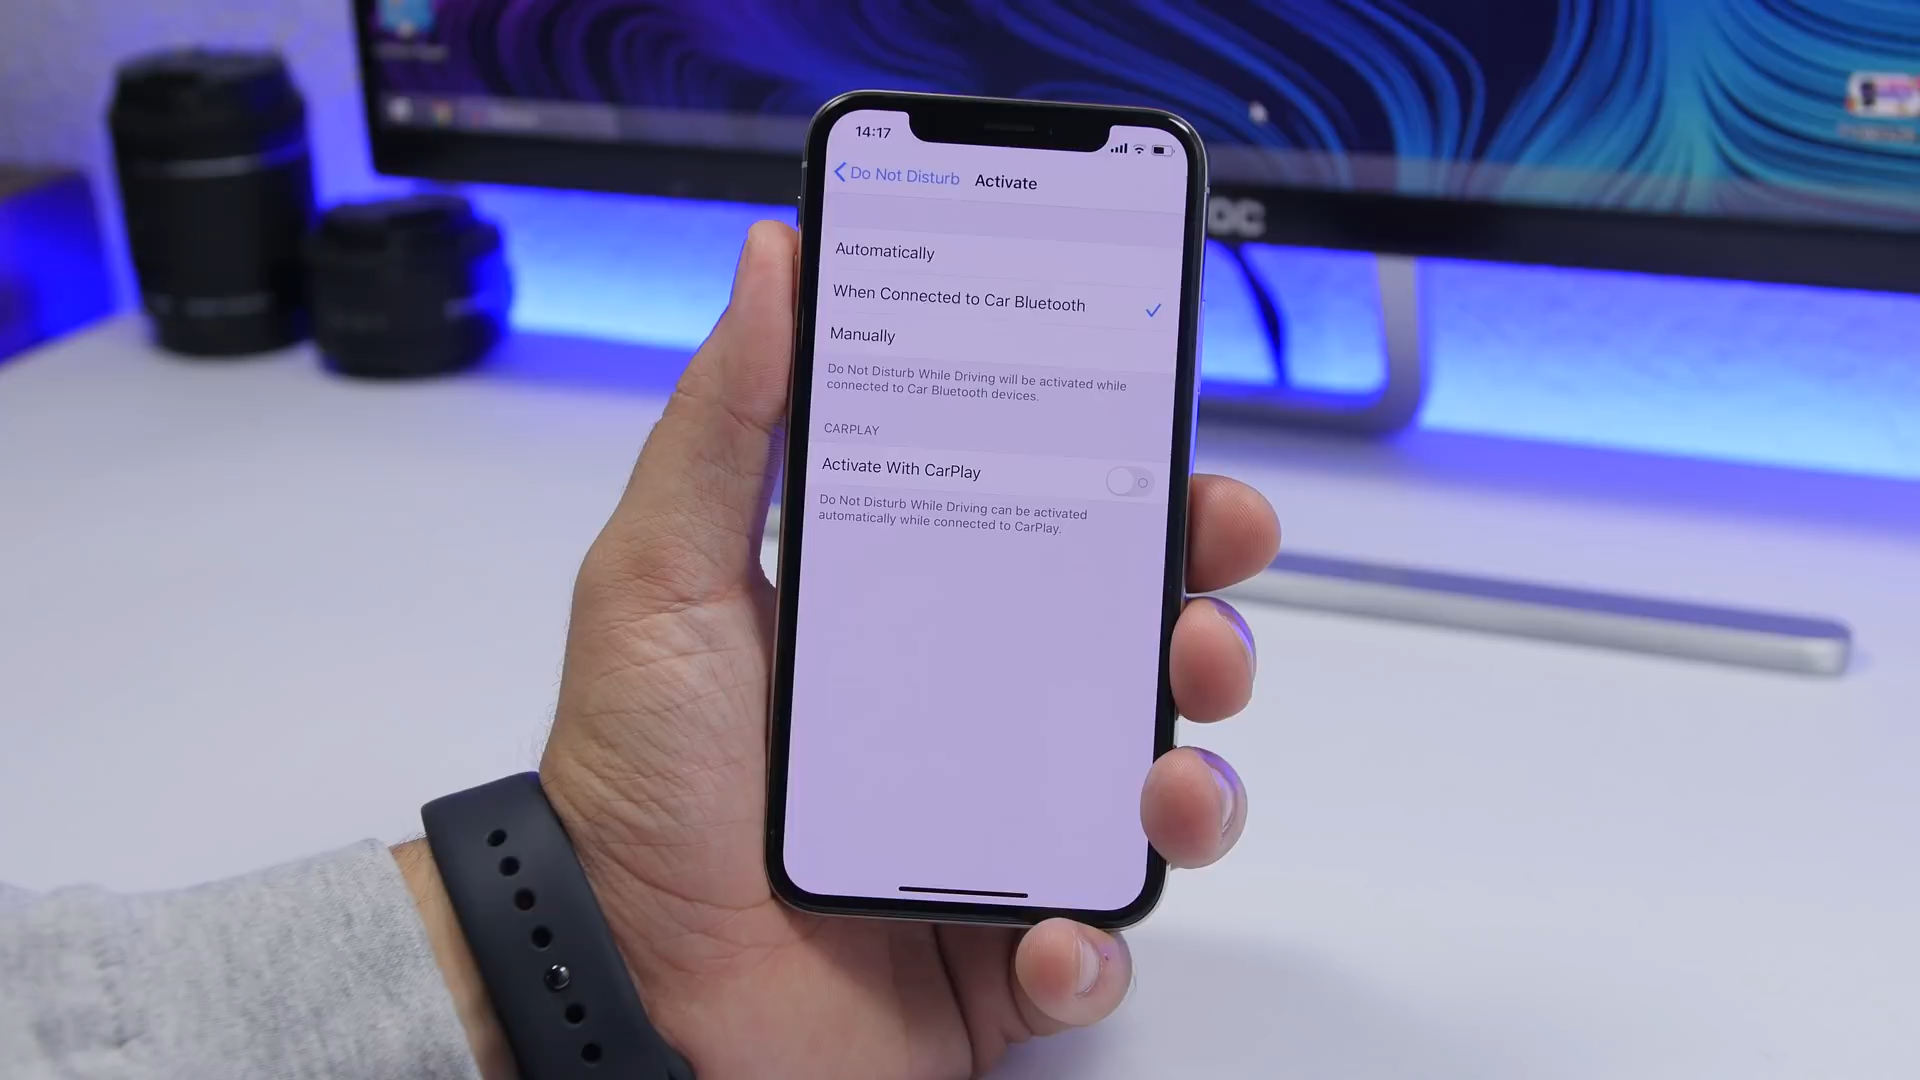 14:17
Do Not Disturb Activate
Automatically
When Connected to Car Bluetooth
Manually
Do Not Disturb While Driving will be activated while
connected to Car Bluetooth devices.
CARPLAY
Activate With CarPlay
Do Not Disturb While Driving can be activated
automatically while connected to CarPlay.